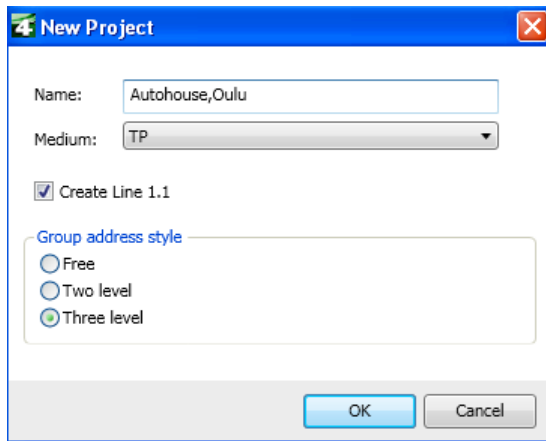 4 New Project
Name: Autohouse,Oulu
Medium: TP
Create Line 1.1
Group address style
Free
Two level
Three level
OK Cancel